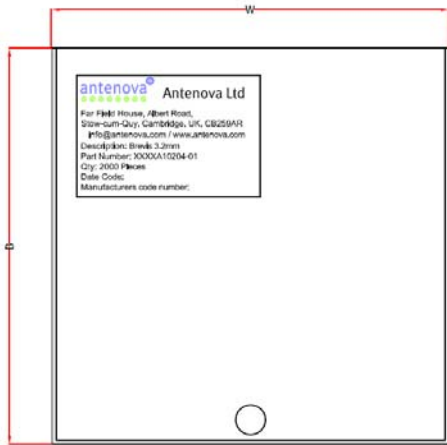 W
antenova®
Antenova Ltd
Far Field House, Albert Road,
Stow-cum-Quy, Cambridge, UK, CB259AR
info@antenova.com / www.antenova.com
Description: Brevis 3.2mm
Part Number: XXXXA10204-01
Qty: 2000 Pieces
Date Code:
Manufacturers code number: